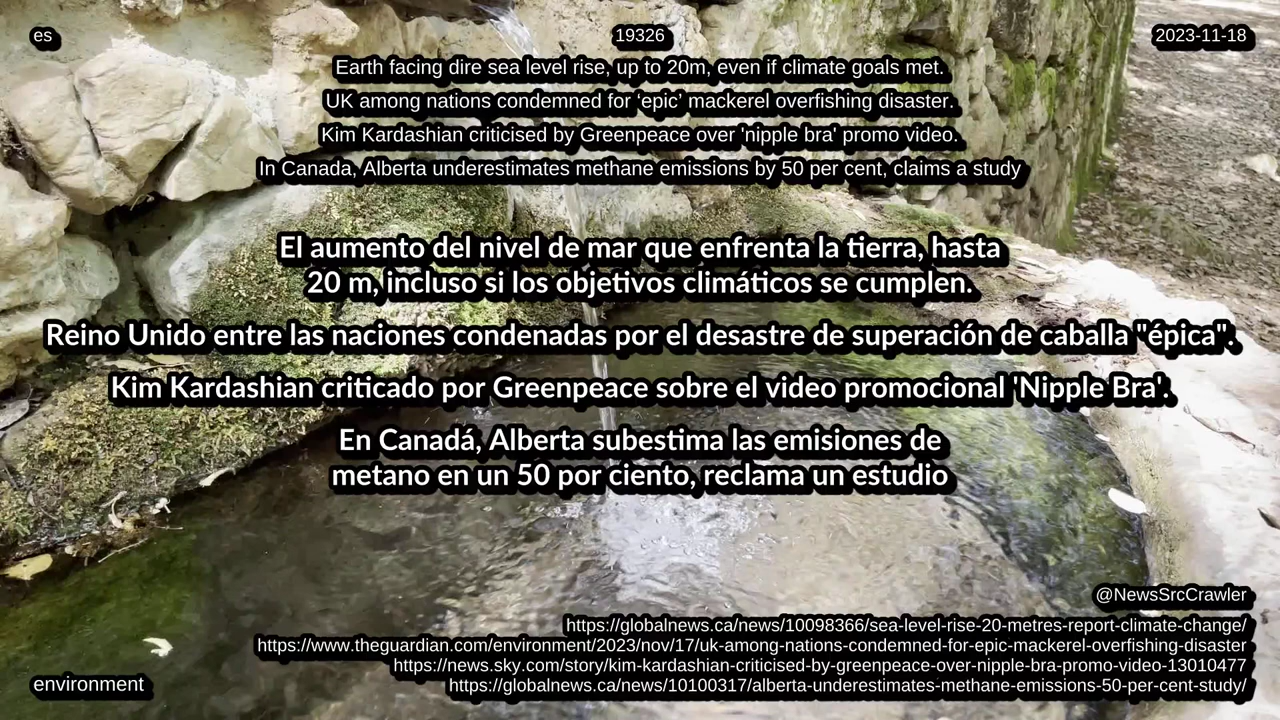 es
19326
2023-11-18
Earth facing dire sea level rise, up to 20m, even if climate goals met.
UK among nations condemned for ‘epic’ mackerel overfishing disaster.
Kim Kardashian criticised by Greenpeace over 'nipple bra' promo video.
In Canada, Alberta underestimates methane emissions by 50 per cent, claims a study
El aumento del nivel de mar que enfrenta la tierra, hasta
20 m, incluso si los objetivos climáticos se cumplen.
Reino Unido entre las naciones condenadas por el desastre de superación de caballa "épica".
Kim Kardashian criticado por Greenpeace sobre el video promocional 'Nipple Bra'.
En Canadá, Alberta subestima las emisiones de
metano en un 50 por ciento, reclama un estudio
@NewsSrcCrawler
https://globalnews.ca/news/10098366/sea-level-rise-20-metres-report-climate-change/
https://www.theguardian.com/environment/2023/nov/17/uk-among-nations-condemned-for-epic-mackerel-overfishing-disaster
https://news.sky.com/story/kim-kardashian-criticised-by-greenpeace-over-nipple-bra-promo-video-13010477
https://globalnews.ca/news/10100317/alberta-underestimates-methane-emissions-50-per-cent-study/
environment